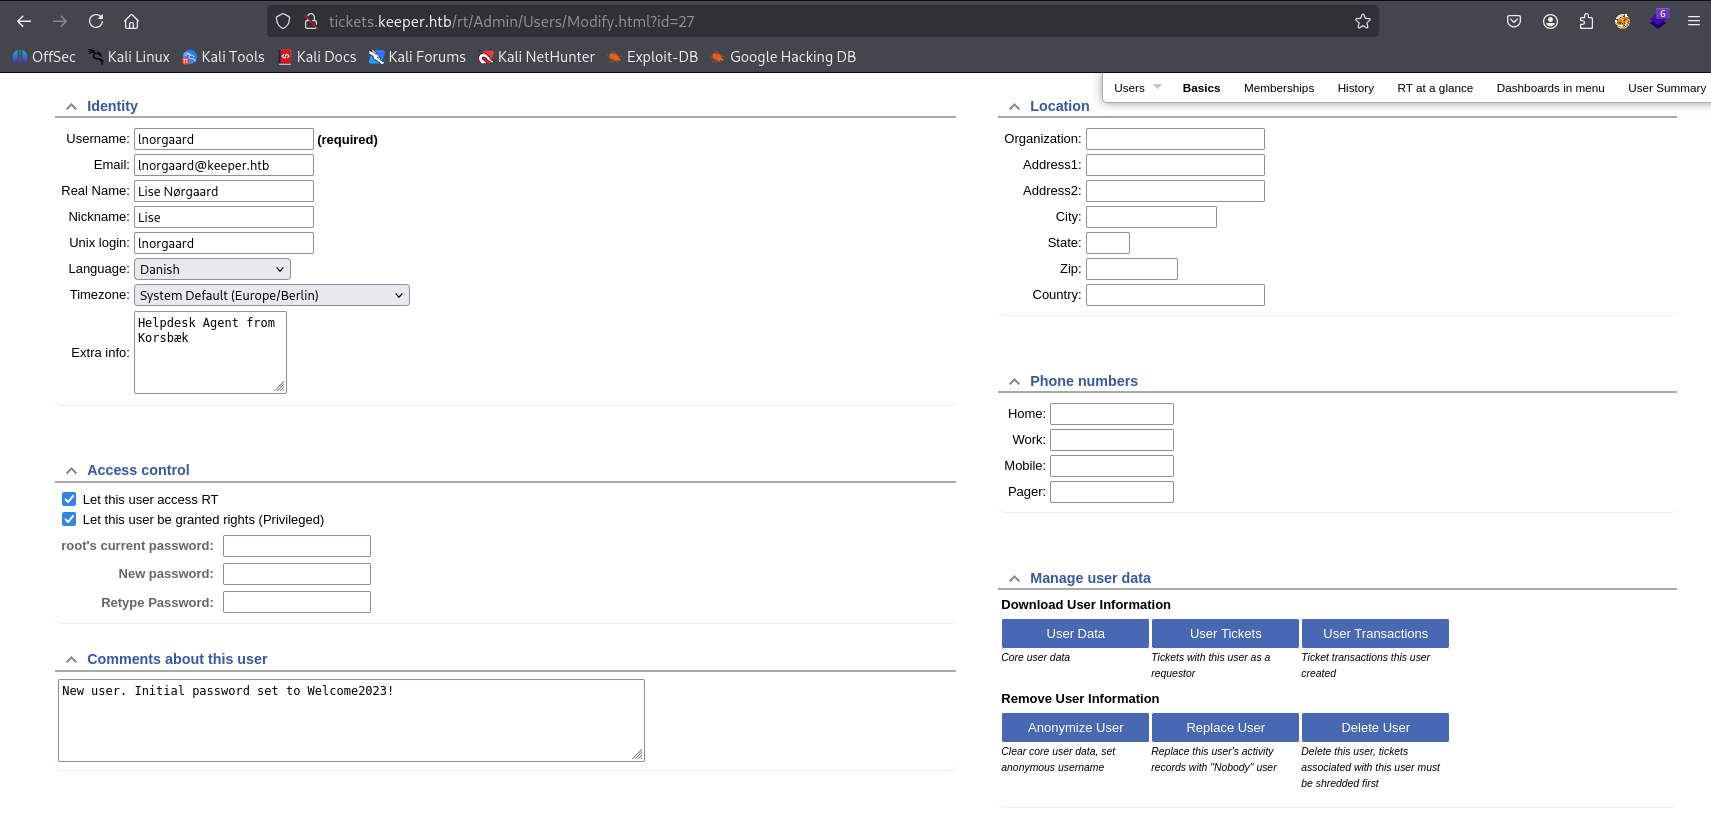 tickets.keeper.htb/rt/Admin/Users/Modify.html?id=27
6
OffSec Kali Linux Kali Tools Kali Docs Kali Forums Kali NetHunter Exploit-DB Google Hacking DB
Users Basics Memberships History RT at a glance Dashboards in menu User Summary
Identity
Username: lnorgaard (required)
Email: lnorgaard@keeper.htb
Real Name: Lise Nørgaard
Nickname: Lise
Unix login: lnorgaard
Language: Danish
Timezone: System Default (Europe/Berlin)
Extra info: Helpdesk Agent from
Korsbæk
Access control
Let this user access RT
Let this user be granted rights (Privileged)
root's current password:
New password:
Retype Password:
Comments about this user
New user. Initial password set to Welcome2023!
Location
Organization:
Address1:
Address2:
City:
State:
Zip:
Country:
Phone numbers
Home:
Work:
Mobile:
Pager:
Manage user data
Download User Information
User Data User Tickets User Transactions
Core user data Tickets with this user as a Ticket transactions this user
requestor created
Remove User Information
Anonymize User Replace User Delete User
Clear core user data, set Replace this user's activity Delete this user, tickets
anonymous username records with "Nobody" user associated with this user must
be shredded first